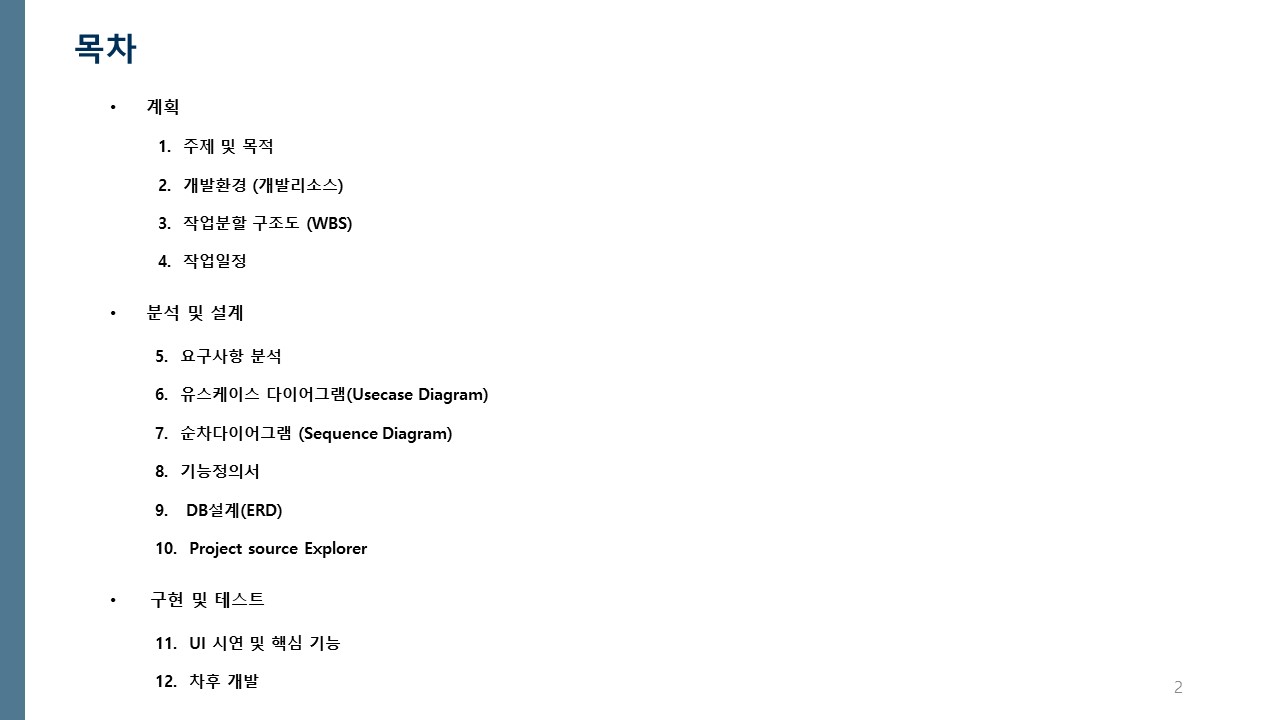 목차
• 계획
1. 주제 및 목적
2. 개발환경 (개발리소스)
3. 작업분할 구조도 (WBS)
4. 작업일정
• 분석 및 설계
5. 요구사항 분석
6. 유스케이스 다이어그램(Usecase Diagram)
7. 순차다이어그램 (Sequence Diagram)
8. 기능정의서
9. DB설계(ERD)
10. Project source Explorer
• 구현 및 테스트
11. UI 시연 및 핵심 기능
12. 차후 개발
2